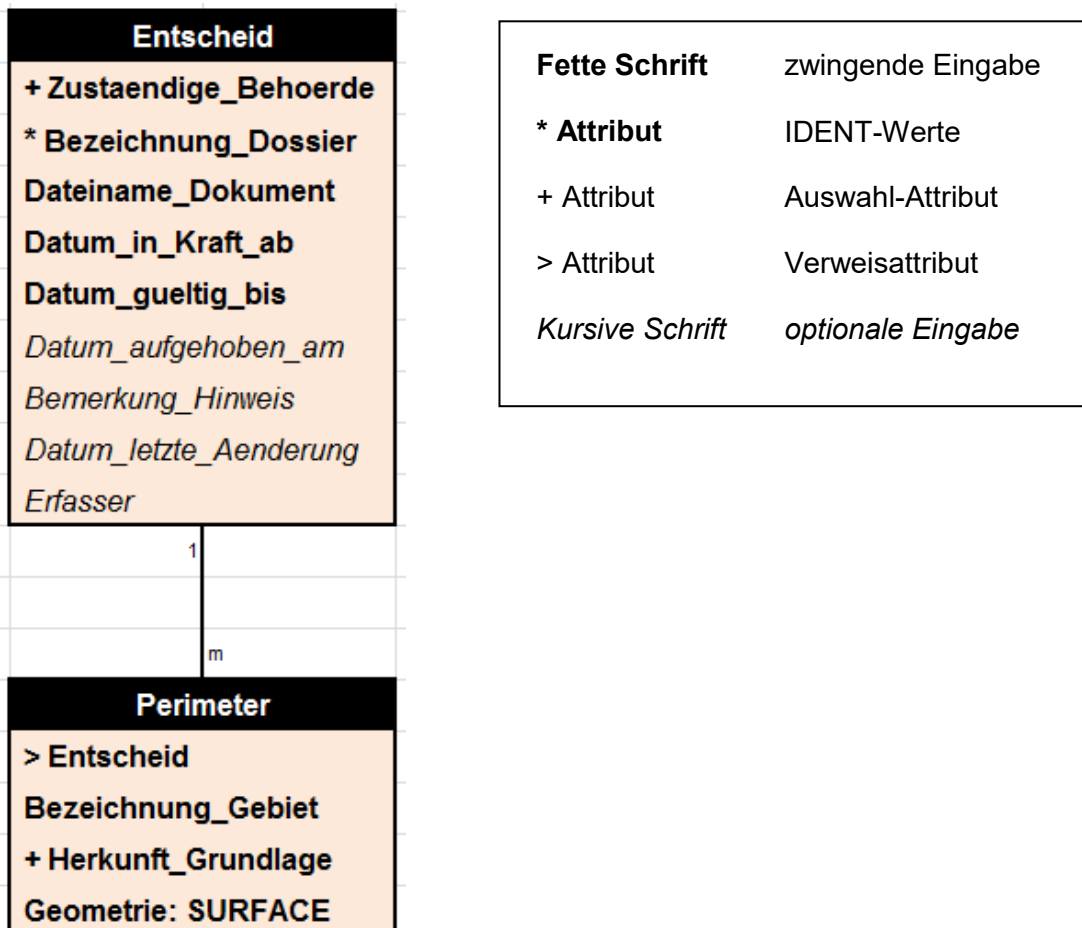 Entscheid
+ Zustaendige_Behoerde
* Bezeichnung_Dossier
Dateiname_Dokument
Datum_in_Kraft_ab
Datum_gueltig_bis
Datum_aufgehoben_am
Bemerkung_Hinweis
Datum_letzte_Aenderung
Erfasser
1
m
Perimeter
> Entscheid
Bezeichnung_Gebiet
+ Herkunft_Grundlage
Geometrie: SURFACE
Fette Schrift zwingende Eingabe
* Attribut IDENT-Werte
+ Attribut Auswahl-Attribut
> Attribut Verweisattribut
Kursive Schrift optionale Eingabe